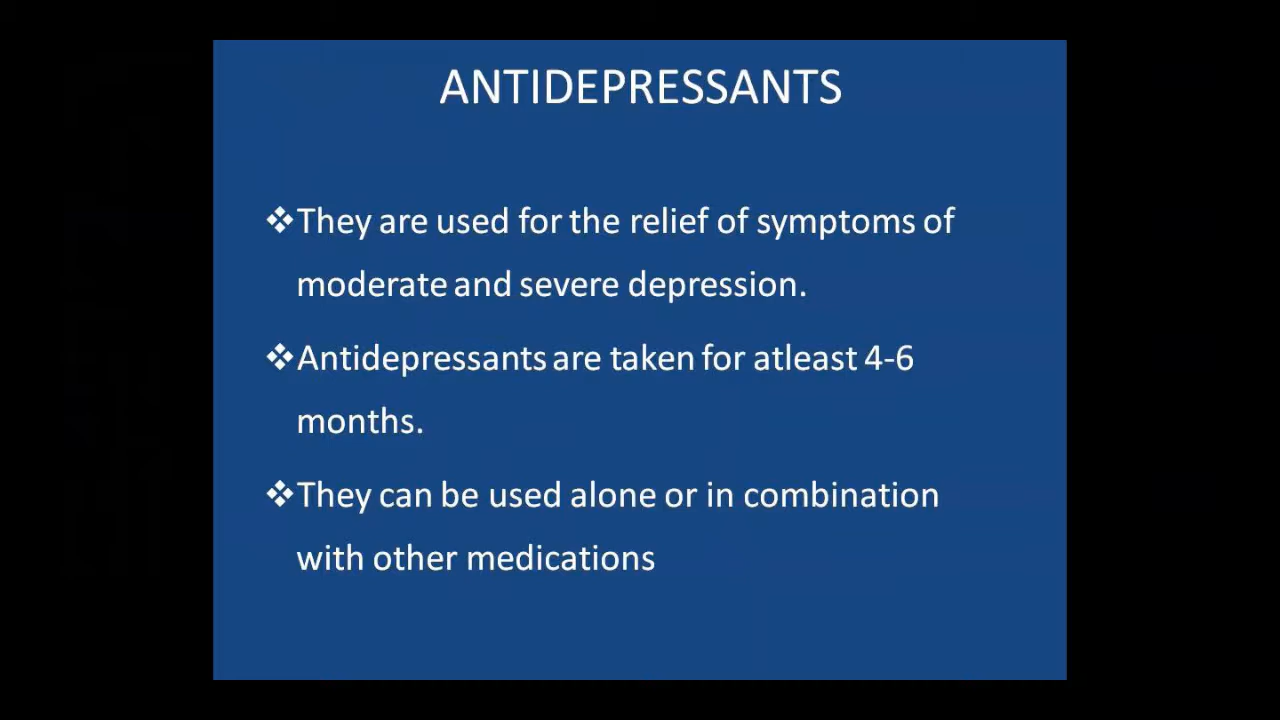 ANTIDEPRESSANTS
❖They are used for the relief of symptoms of
moderate and severe depression.
❖Antidepressants are taken for atleast 4-6
months.
❖They can be used alone or in combination
with other medications